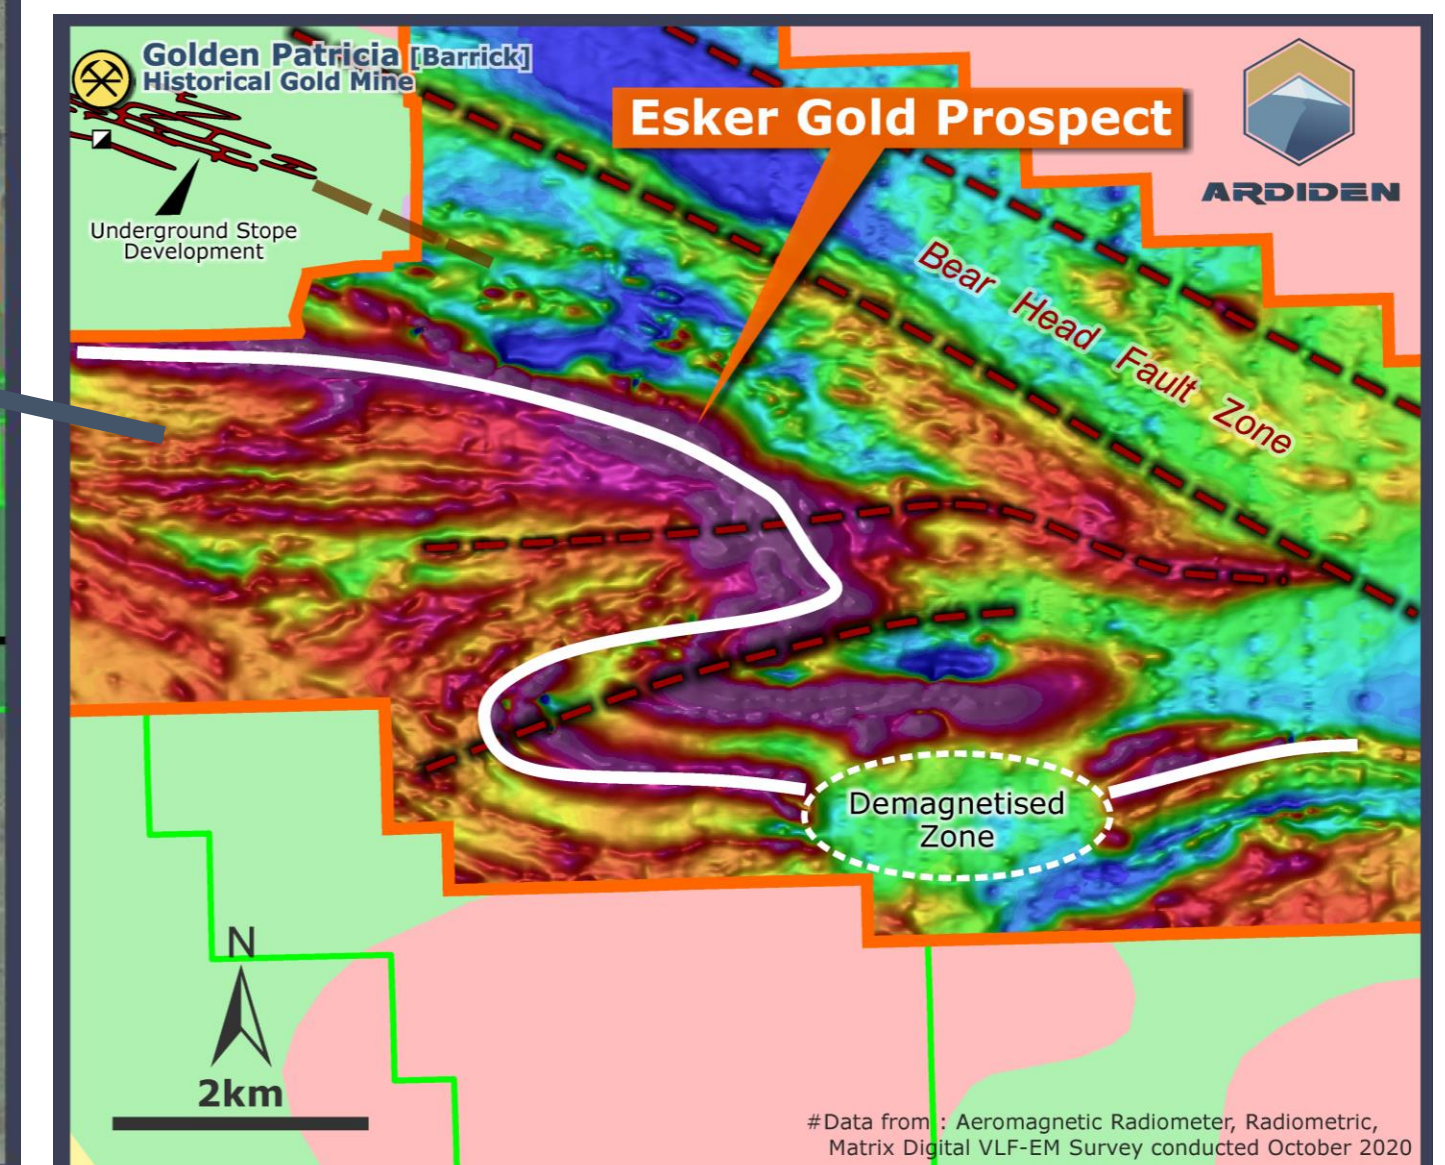 Golden Patricia [Barrick]
Historical Gold Mine
Esker Gold Prospect
ARDIDEN
Underground Stope
Development
Bear Head Fault Zone
Demagnetised
Zone
N
2km
#Data from : Aeromagnetic Radiometer, Radiometric,
Matrix Digital VLF-EM Survey conducted October 2020